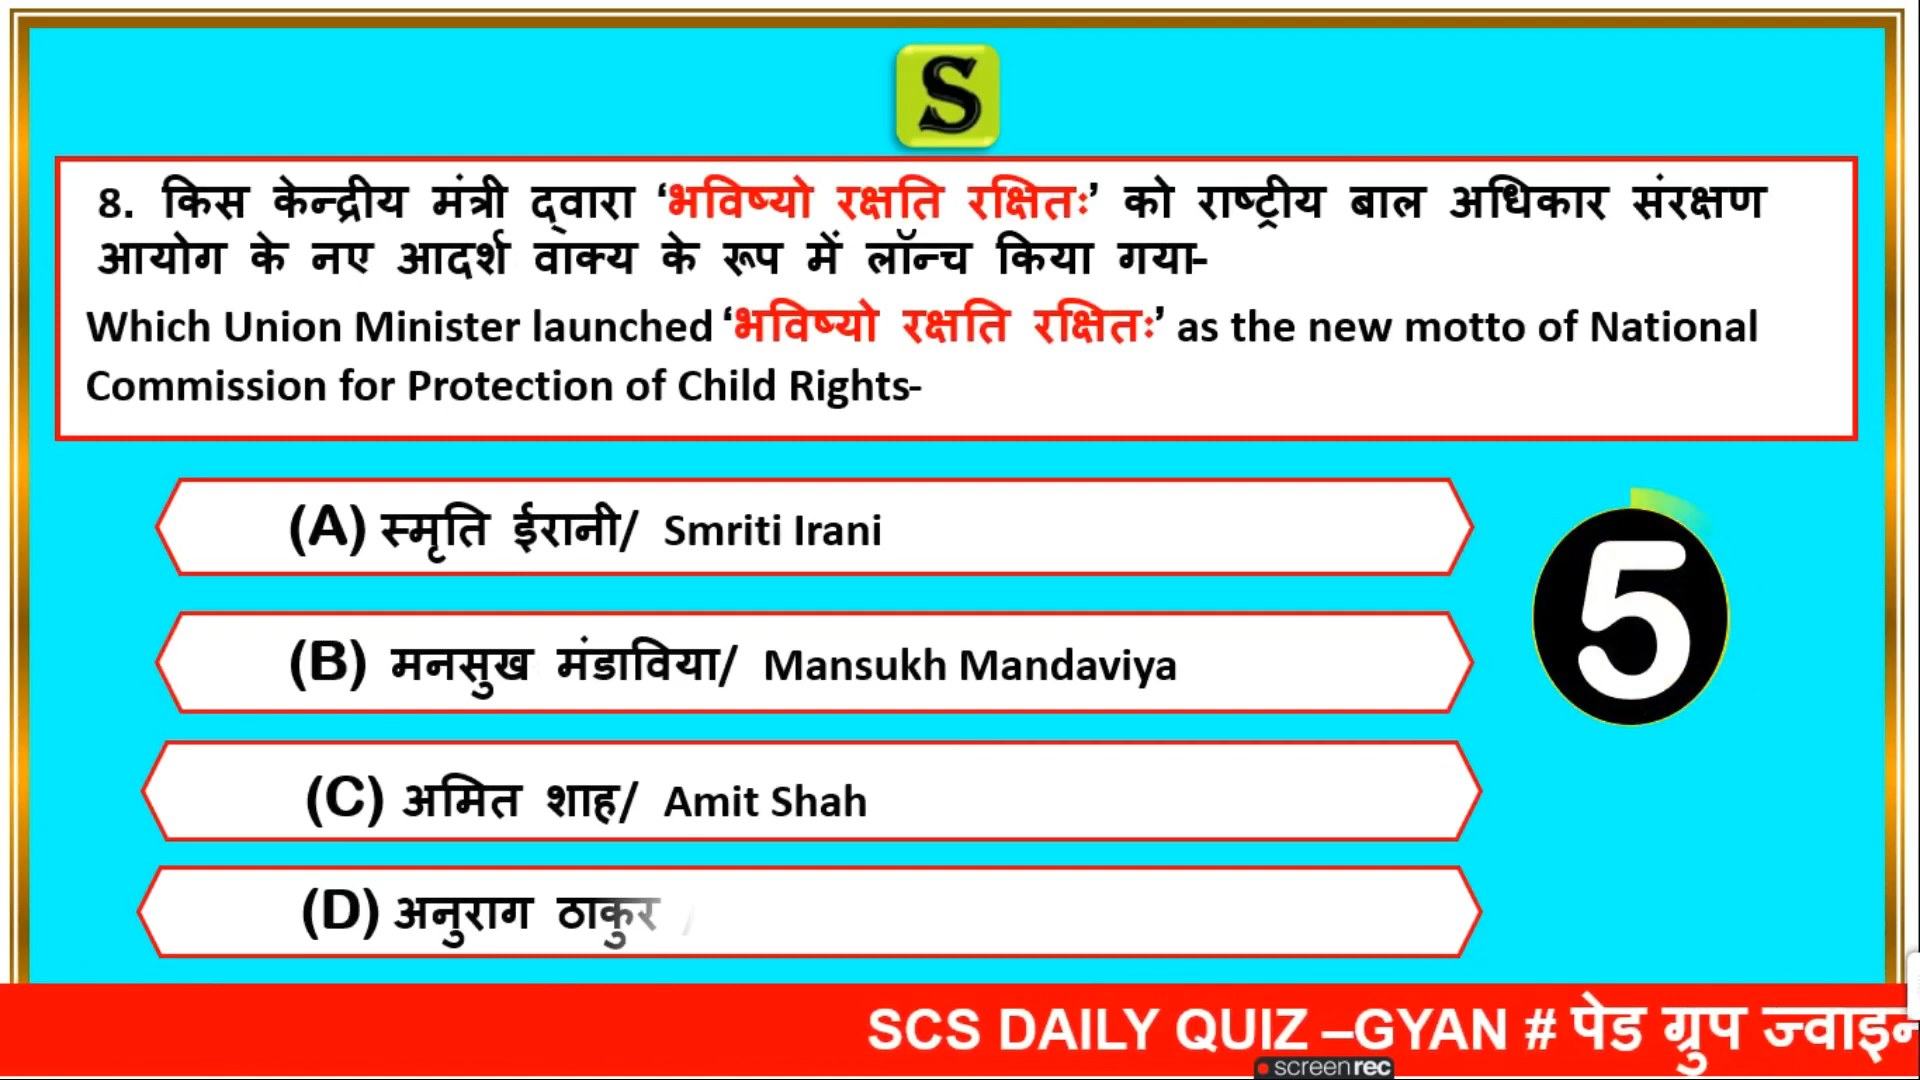 S
8. किस केन्द्रीय मंत्री द्वारा ‘भविष्यो रक्षति रक्षितः’ को राष्ट्रीय बाल अधिकार संरक्षण
आयोग के नए आदर्श वाक्य के रूप में लॉन्च किया गया-
Which Union Minister launched ‘भविष्यो रक्षति रक्षितः’ as the new motto of National
Commission for Protection of Child Rights-
(A) स्मृति ईरानी/ Smriti Irani
5
(B) मनसुख मंडाविया/ Mansukh Mandaviya
(C) अमित शाह/ Amit Shah
(D) अनुराग ठाकुर /
SCS DAILY QUIZ –GYAN # पेड ग्रुप ज्वाइन
screenrec